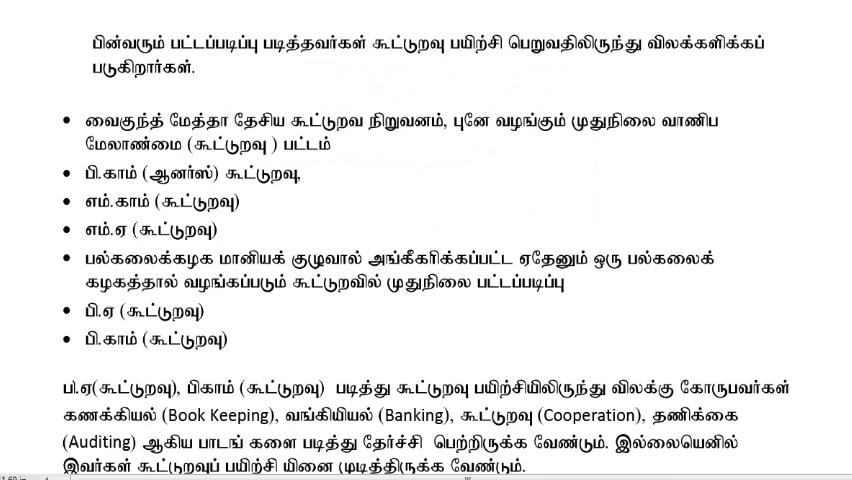 பின்வரும் பட்டப்படிப்பு படித்தவர்கள் கூட்டுறவு பயிற்சி பெறுவதிலிருந்து விலக்களிக்கப்
படுகிறார்கள்.
• வைகுந்த் மேத்தா தேசிய கூட்டுறவ நிறுவனம், புனே வழங்கும் முதுநிலை வாணிப
மேலாண்மை (கூட்டுறவு ) பட்டம்
• பி.காம் (ஆனர்ஸ்) கூட்டுறவு,
• எம்.காம் (கூட்டுறவு)
• எம்.ஏ (கூட்டுறவு)
• பல்கலைக்கழக மானியக் குழுவால் அங்கீகரிக்கப்பட்ட ஏதேனும் ஒரு பல்கலைக்
கழகத்தால் வழங்கப்படும் கூட்டுறவில் முதுநிலை பட்டப்படிப்பு
• பி.ஏ (கூட்டுறவு)
• பி.காம் (கூட்டுறவு)
பி.ஏ(கூட்டுறவு), பிகாம் (கூட்டுறவு) படித்து கூட்டுறவு பயிற்சியிலிருந்து விலக்கு கோருபவர்கள்
கணக்கியல் (Book Keeping), வங்கியியல் (Banking), கூட்டுறவு (Cooperation), தணிக்கை
(Auditing) ஆகிய பாடங் களை படித்து தேர்ச்சி பெற்றிருக்க வேண்டும். இல்லையெனில்
இவர்கள் கூட்டுறவுப் பயிற்சி யினை முடித்திருக்க வேண்டும்.